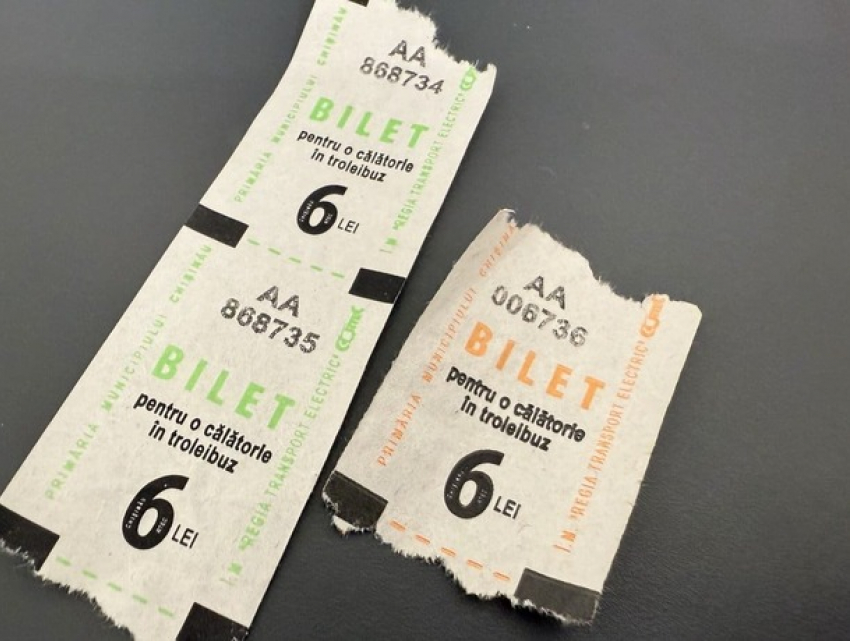 AA
868734
BILET
pentru o călătorie
în troleibuz
6 LEI
PRIMĂRIA MUNICIPIULUI CHIȘINĂU
Î.M. "REGIA TRANSPORT ELECTRIC"
AA
868735
BILET
pentru o călătorie
în troleibuz
6 LEI
PRIMĂRIA MUNICIPIULUI CHIȘINĂU
Î.M. "REGIA TRANSPORT ELECTRIC"
AA
006736
BILET
pentru o călătorie
în troleibuz
6 LEI
PRIMĂRIA MUNICIPIULUI
Î.M. "REGIA TRANSPORT ELECTRIC"